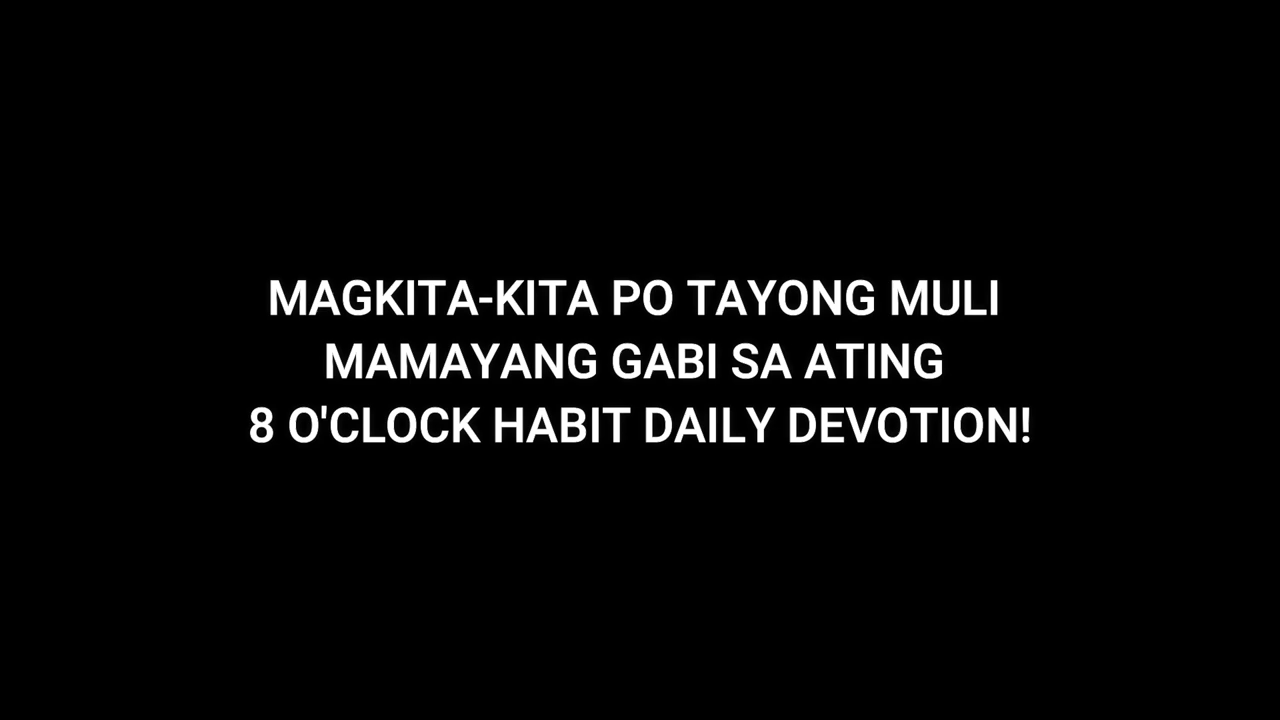 MAGKITA-KITA PO TAYONG MULI
MAMAYANG GABI SA ATING
8 O'CLOCK HABIT DAILY DEVOTION!